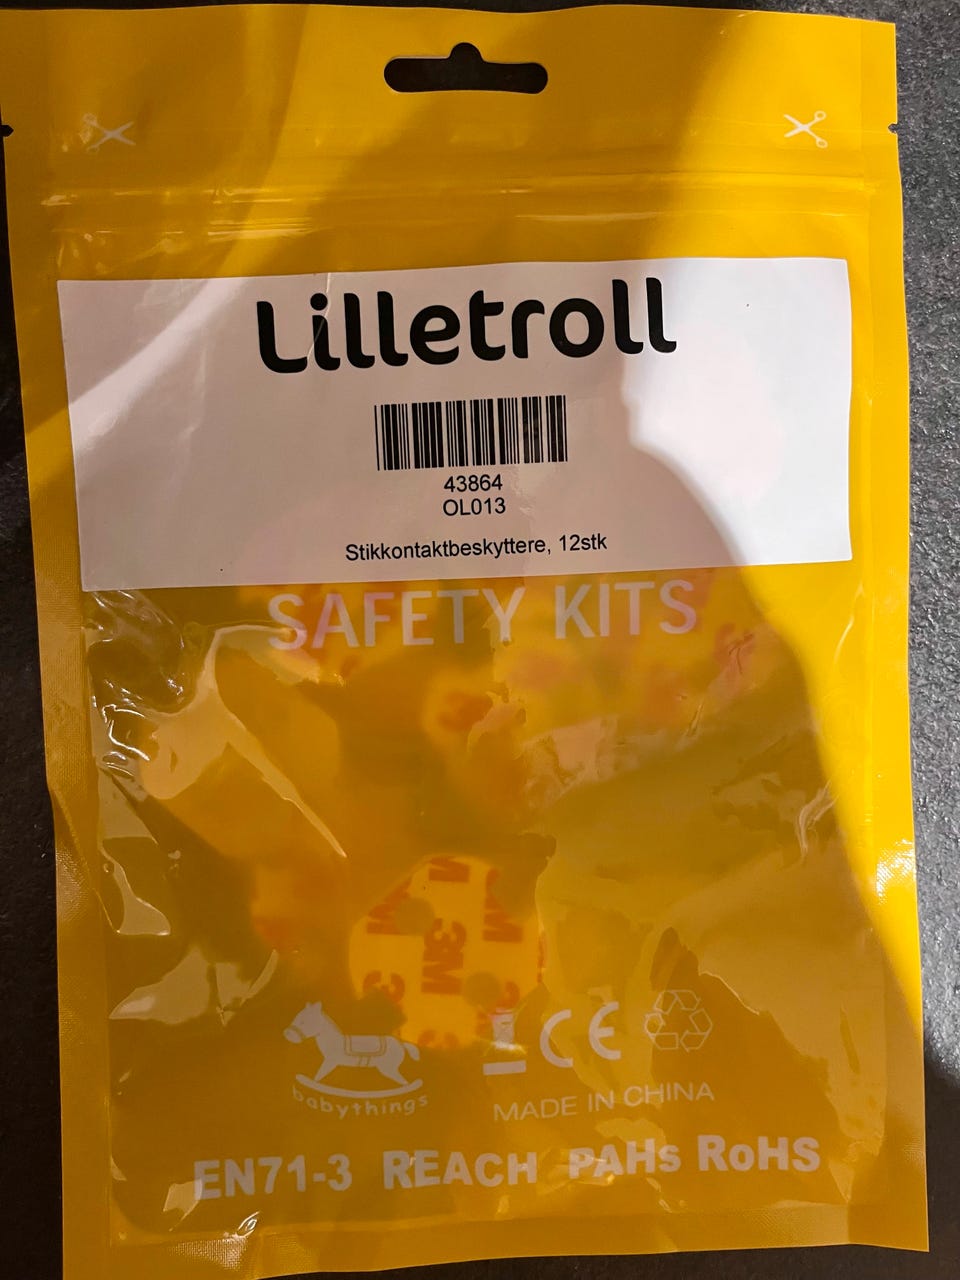 Lilletroll
43864
OL013
Stikkontaktbeskyttere, 12stk
SAFETY KITS
3M
babythings
CE
MADE IN CHINA
EN71-3 REACH PAHs RoHS